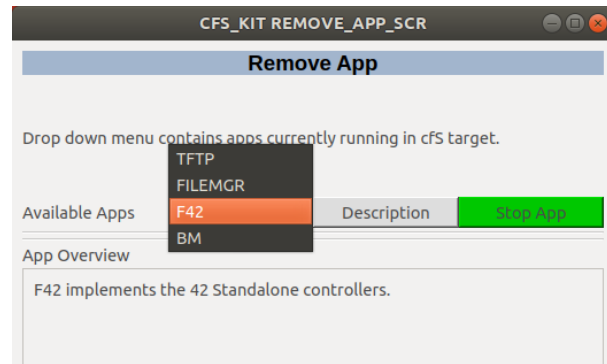 CFS_KIT REMOVE_APP_SCR
Remove App
Drop down menu contains apps currently running in cfS target.
TFTP
FILEMGR
Available Apps F42 Description Stop App
BM
App Overview
F42 implements the 42 Standalone controllers.